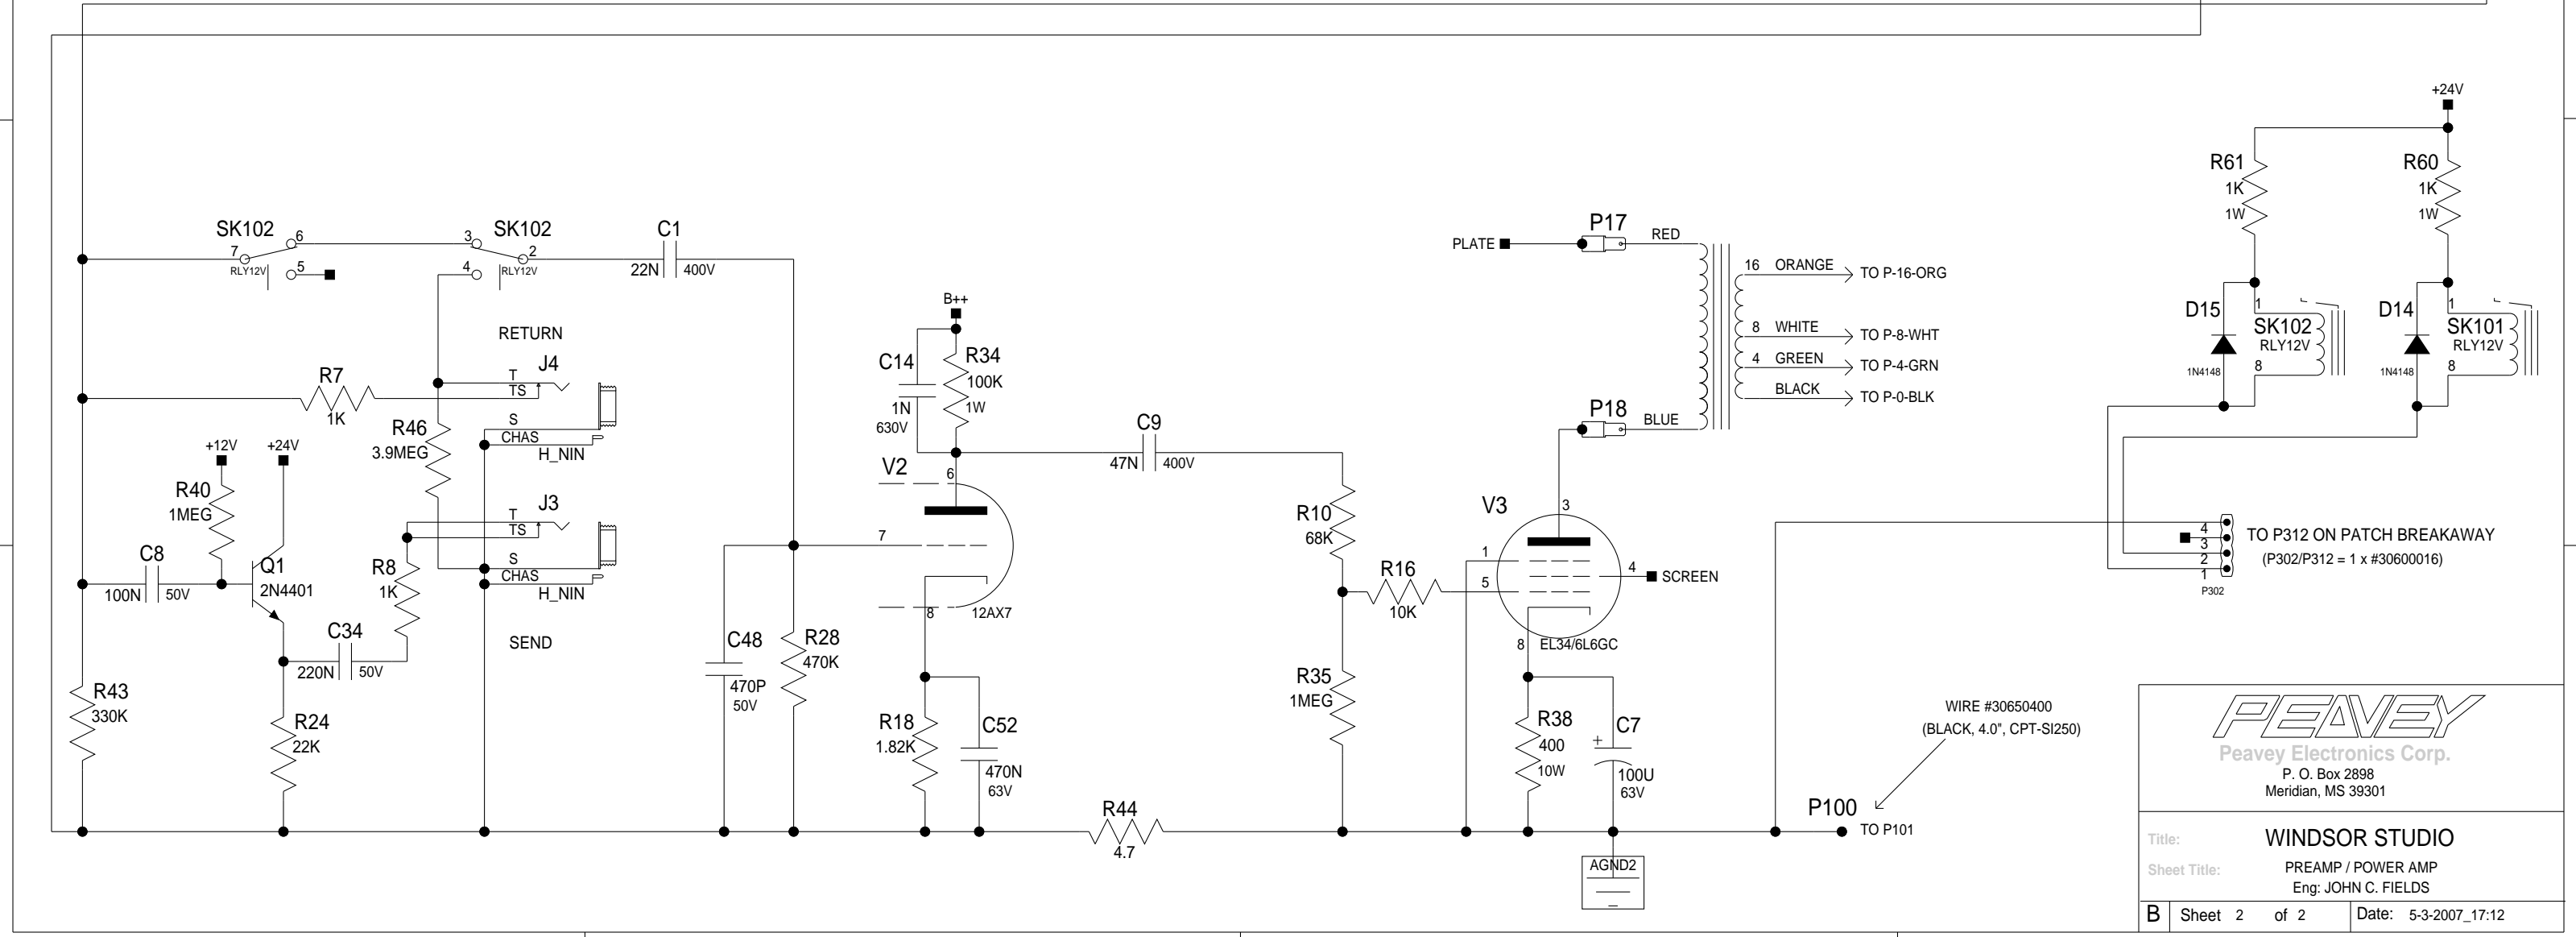 SK102
7
6
5
RLY12V
SK102
3
2
4
RLY12V
C1
22N
400V
RETURN
J4
T
TS
S
CHAS
H_NIN
R7
1K
R46
3.9MEG
+12V
+24V
R40
1MEG
C8
100N
50V
Q1
2N4401
R8
1K
J3
T
TS
S
CHAS
H_NIN
SEND
C34
220N
50V
R43
330K
R24
22K
B++
C14
1N
630V
R34
100K
1W
V2
6
7
8
12AX7
C48
470P
50V
R28
470K
R18
1.82K
C52
470N
63V
C9
47N
400V
R44
4.7
R10
68K
R16
10K
R35
1MEG
PLATE
P17
RED
P18
BLUE
16 ORANGE
TO P-16-ORG
8 WHITE
TO P-8-WHT
4 GREEN
TO P-4-GRN
BLACK
TO P-0-BLK
V3
3
1
5
4
SCREEN
8
EL34/6L6GC
R38
400
10W
C7
+
100U
63V
AGND2
P100
TO P101
WIRE #30650400
(BLACK, 4.0", CPT-SI250)
+24V
R61
1K
1W
R60
1K
1W
D15
1N4148
1
SK102
RLY12V
8
D14
1N4148
1
SK101
RLY12V
8
4
3
2
1
P302
TO P312 ON PATCH BREAKAWAY
(P302/P312 = 1 x #30600016)
PEAVEY
Peavey Electronics Corp.
P. O. Box 2898
Meridian, MS 39301
Title:
WINDSOR STUDIO
Sheet Title:
PREAMP / POWER AMP
Eng: JOHN C. FIELDS
B
Sheet 2 of 2
Date: 5-3-2007_17:12